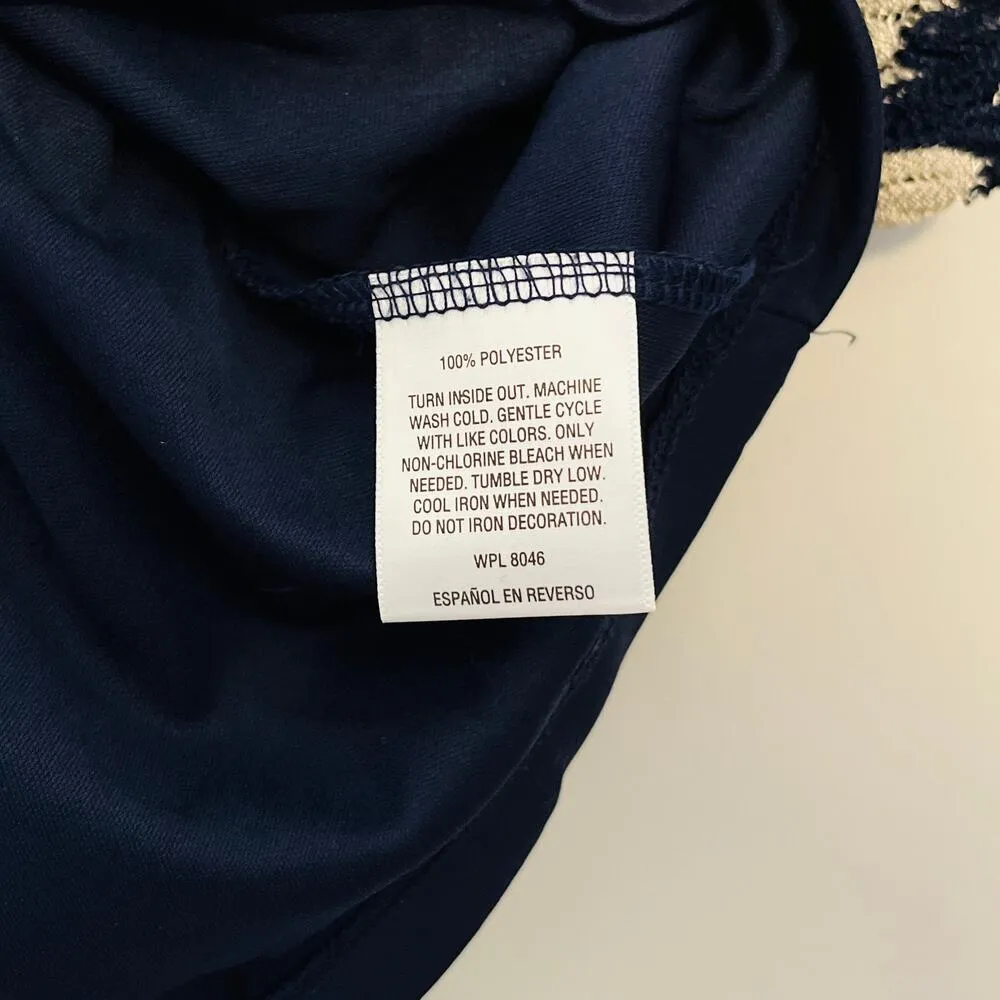 100% POLYESTER
TURN INSIDE OUT. MACHINE
WASH COLD. GENTLE CYCLE
WITH LIKE COLORS. ONLY
NON-CHLORINE BLEACH WHEN
NEEDED. TUMBLE DRY LOW.
COOL IRON WHEN NEEDED.
DO NOT IRON DECORATION.
WPL 8046
ESPAÑOL EN REVERSO